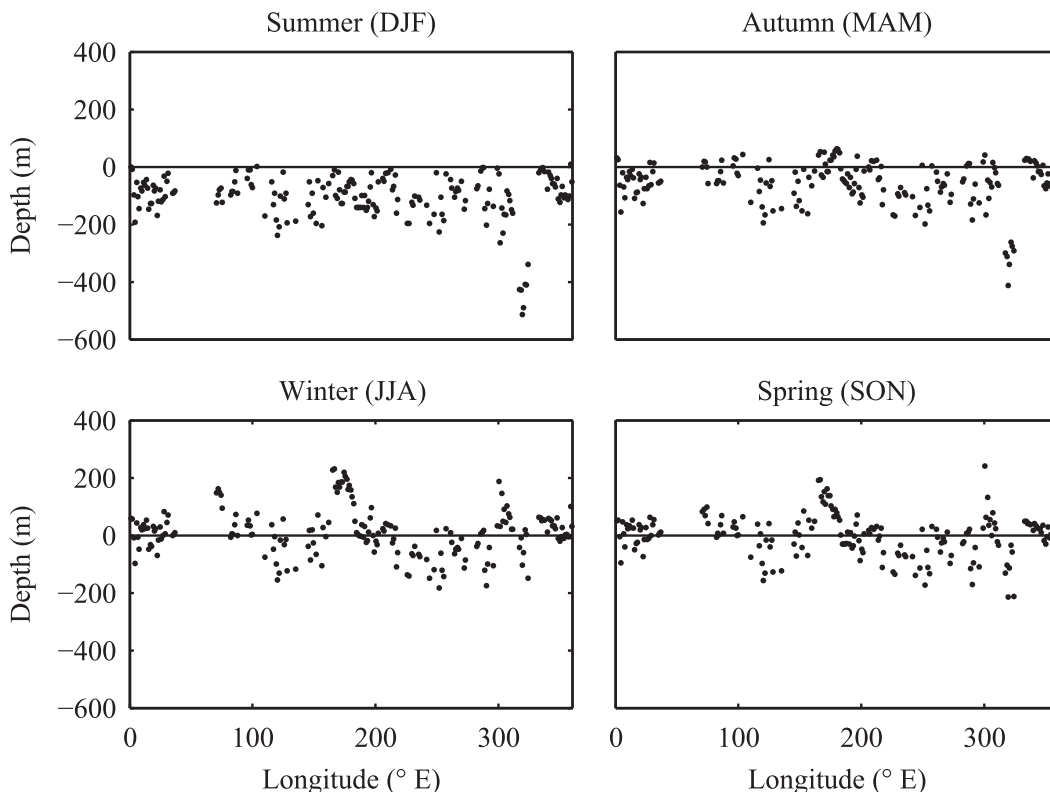 Summer (DJF)
Autumn (MAM)
400
200
0
−200
−400
−600
Depth (m)
Winter (JJA)
Spring (SON)
400
200
0
−200
−400
−600
Depth (m)
0 100 200 300
0 100 200 300
Longitude (° E)
Longitude (° E)